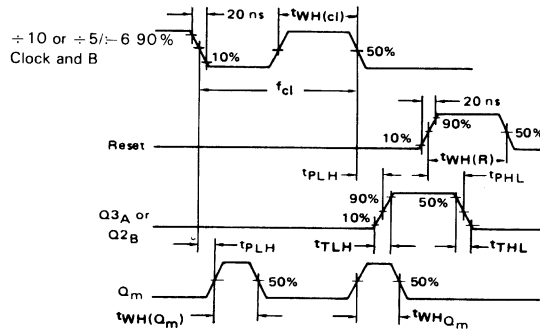 20 ns
tWH(cl)
÷10 or ÷5/÷6 90%
Clock and B
10%
50%
fcl
20 ns
90%
Reset
10%
50%
tWH(R)
tPLH
tPHL
90%
50%
Q3A or
Q2B
10%
tPLH
tTLH
tTHL
Qm
50%
50%
tWH(Qm)
tWHQm